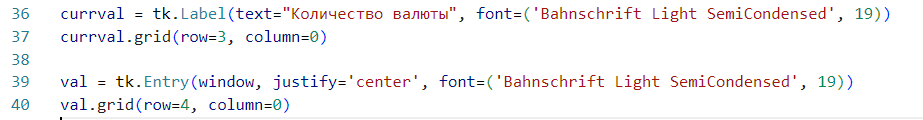 36 currval = tk.Label(text="Количество валюты", font=('Bahnschrift Light SemiCondensed', 19))
37 currval.grid(row=3, column=0)
38
39 val = tk.Entry(window, justify='center', font=('Bahnschrift Light SemiCondensed', 19))
40 val.grid(row=4, column=0)